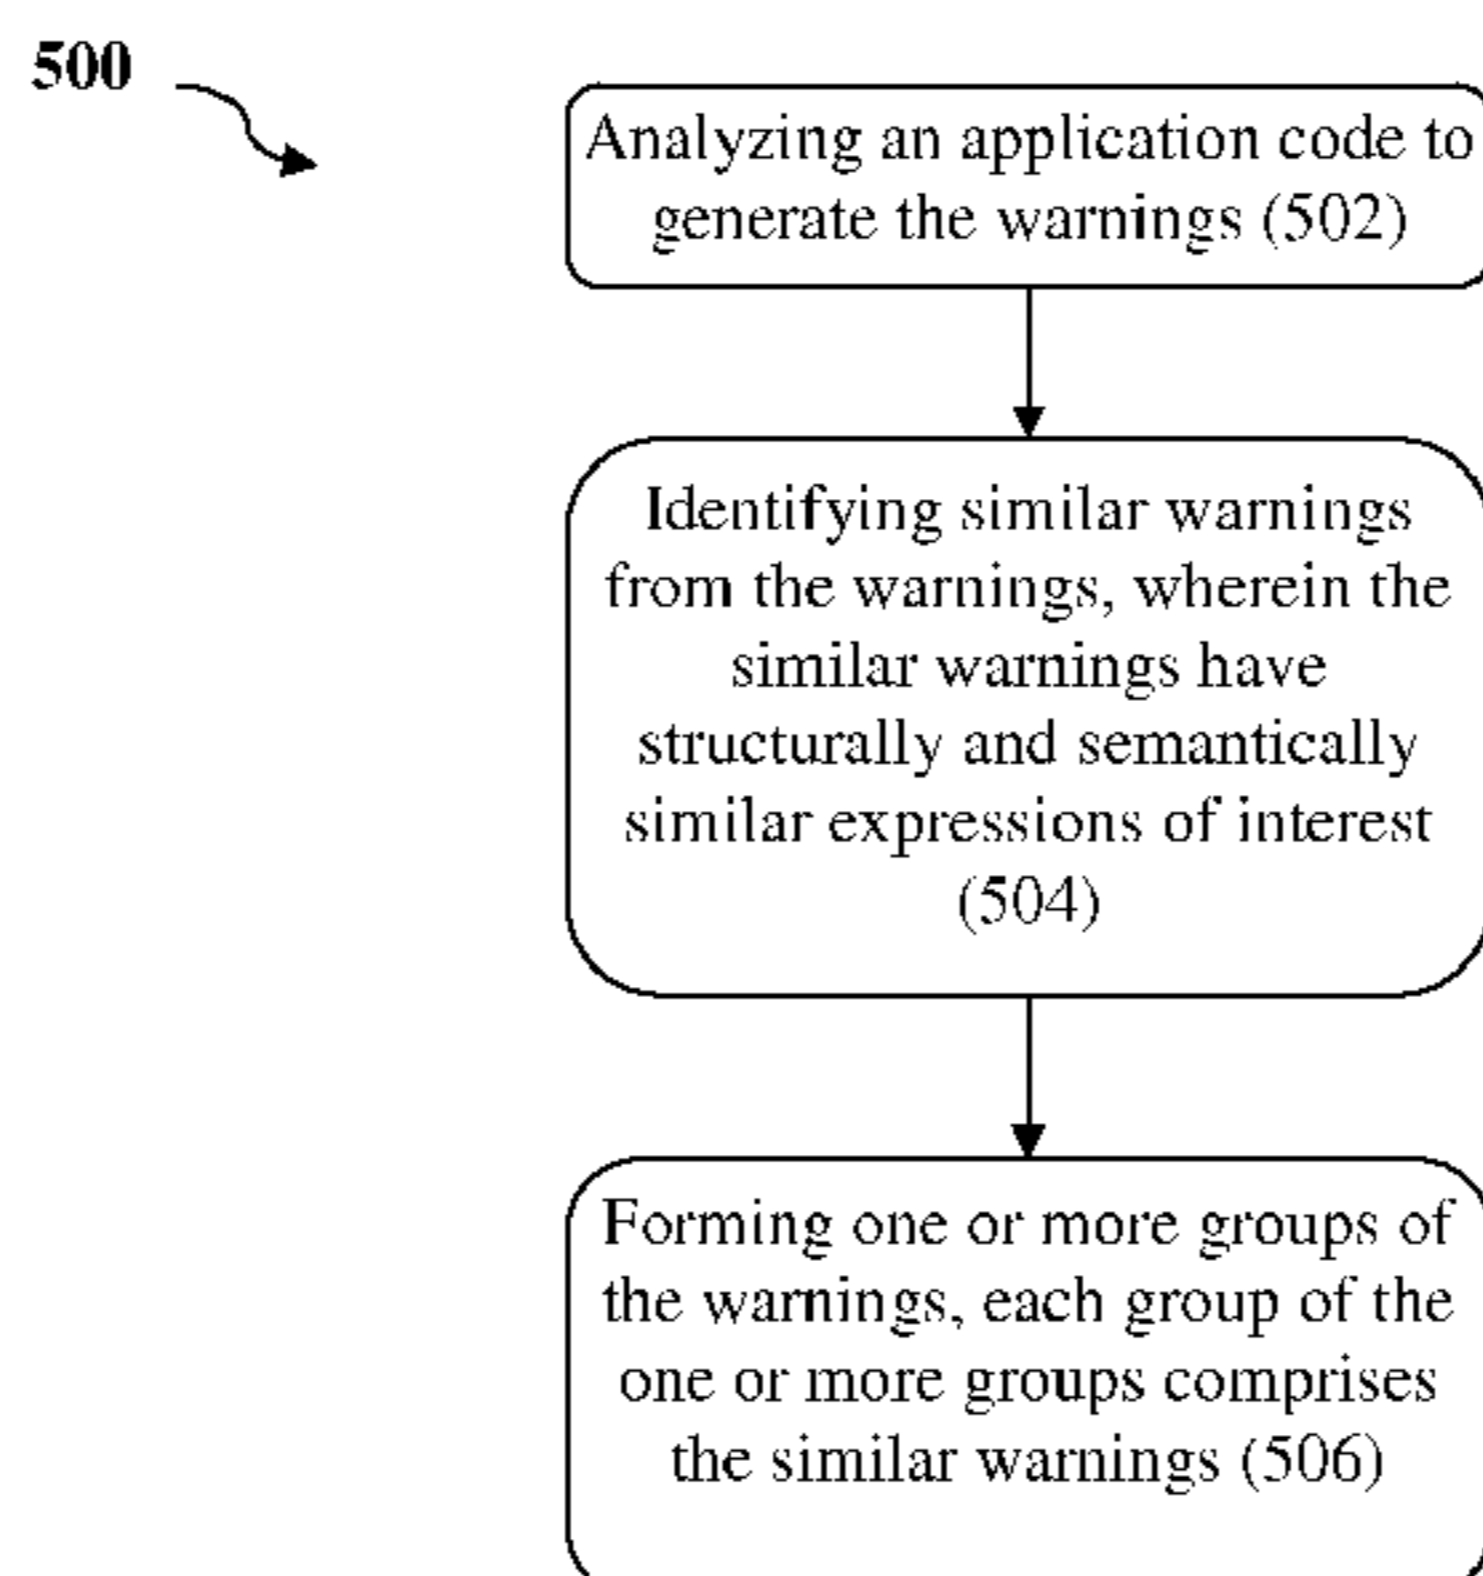 500
Analyzing an application code to
generate the warnings (502)
Identifying similar warnings
from the warnings, wherein the
similar warnings have
structurally and semantically
similar expressions of interest
(504)
Forming one or more groups of
the warnings, each group of the
one or more groups comprises
the similar warnings (506)